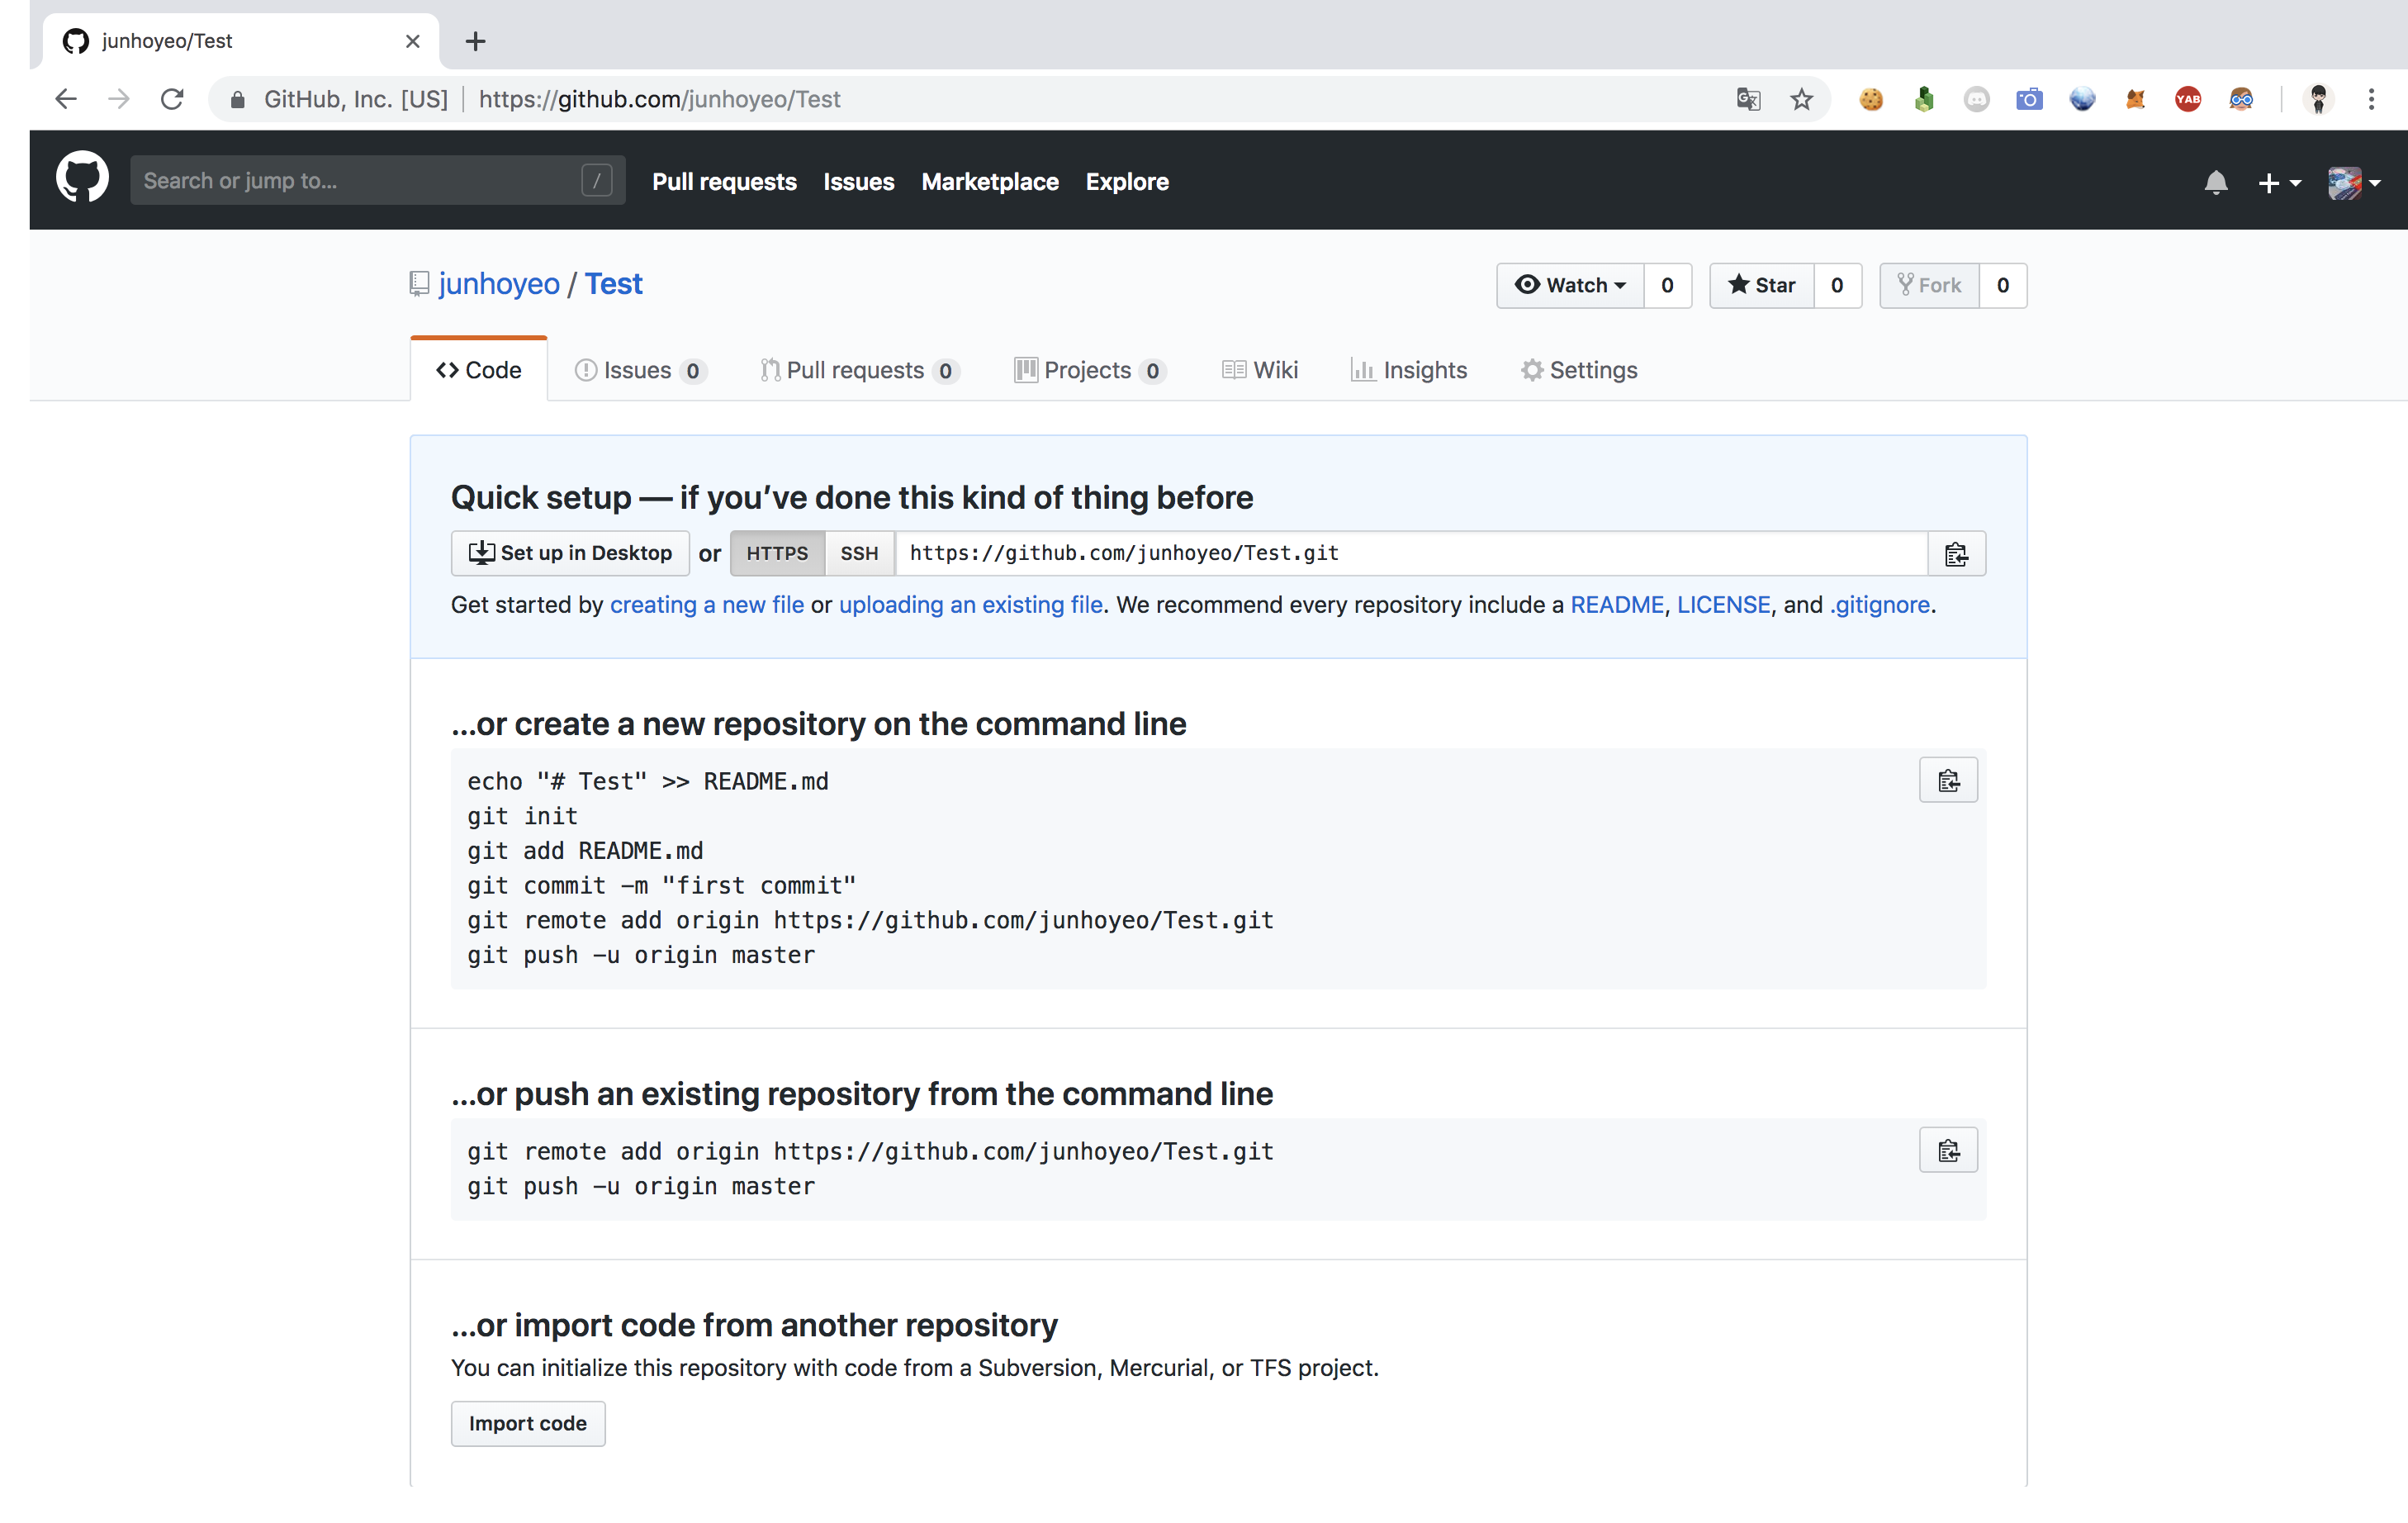 junhoyeo/Test
GitHub, Inc. [US] https://github.com/junhoyeo/Test
YAB
Search or jump to... /
Pull requests Issues Marketplace Explore
junhoyeo / Test
Watch 0 Star 0 Fork 0
Code Issues 0 Pull requests 0 Projects 0 Wiki Insights Settings
Quick setup — if you’ve done this kind of thing before
Set up in Desktop or HTTPS SSH https://github.com/junhoyeo/Test.git
Get started by creating a new file or uploading an existing file. We recommend every repository include a README, LICENSE, and .gitignore.
…or create a new repository on the command line
echo "# Test" >> README.md
git init
git add README.md
git commit -m "first commit"
git remote add origin https://github.com/junhoyeo/Test.git
git push -u origin master
…or push an existing repository from the command line
git remote add origin https://github.com/junhoyeo/Test.git
git push -u origin master
…or import code from another repository
You can initialize this repository with code from a Subversion, Mercurial, or TFS project.
Import code